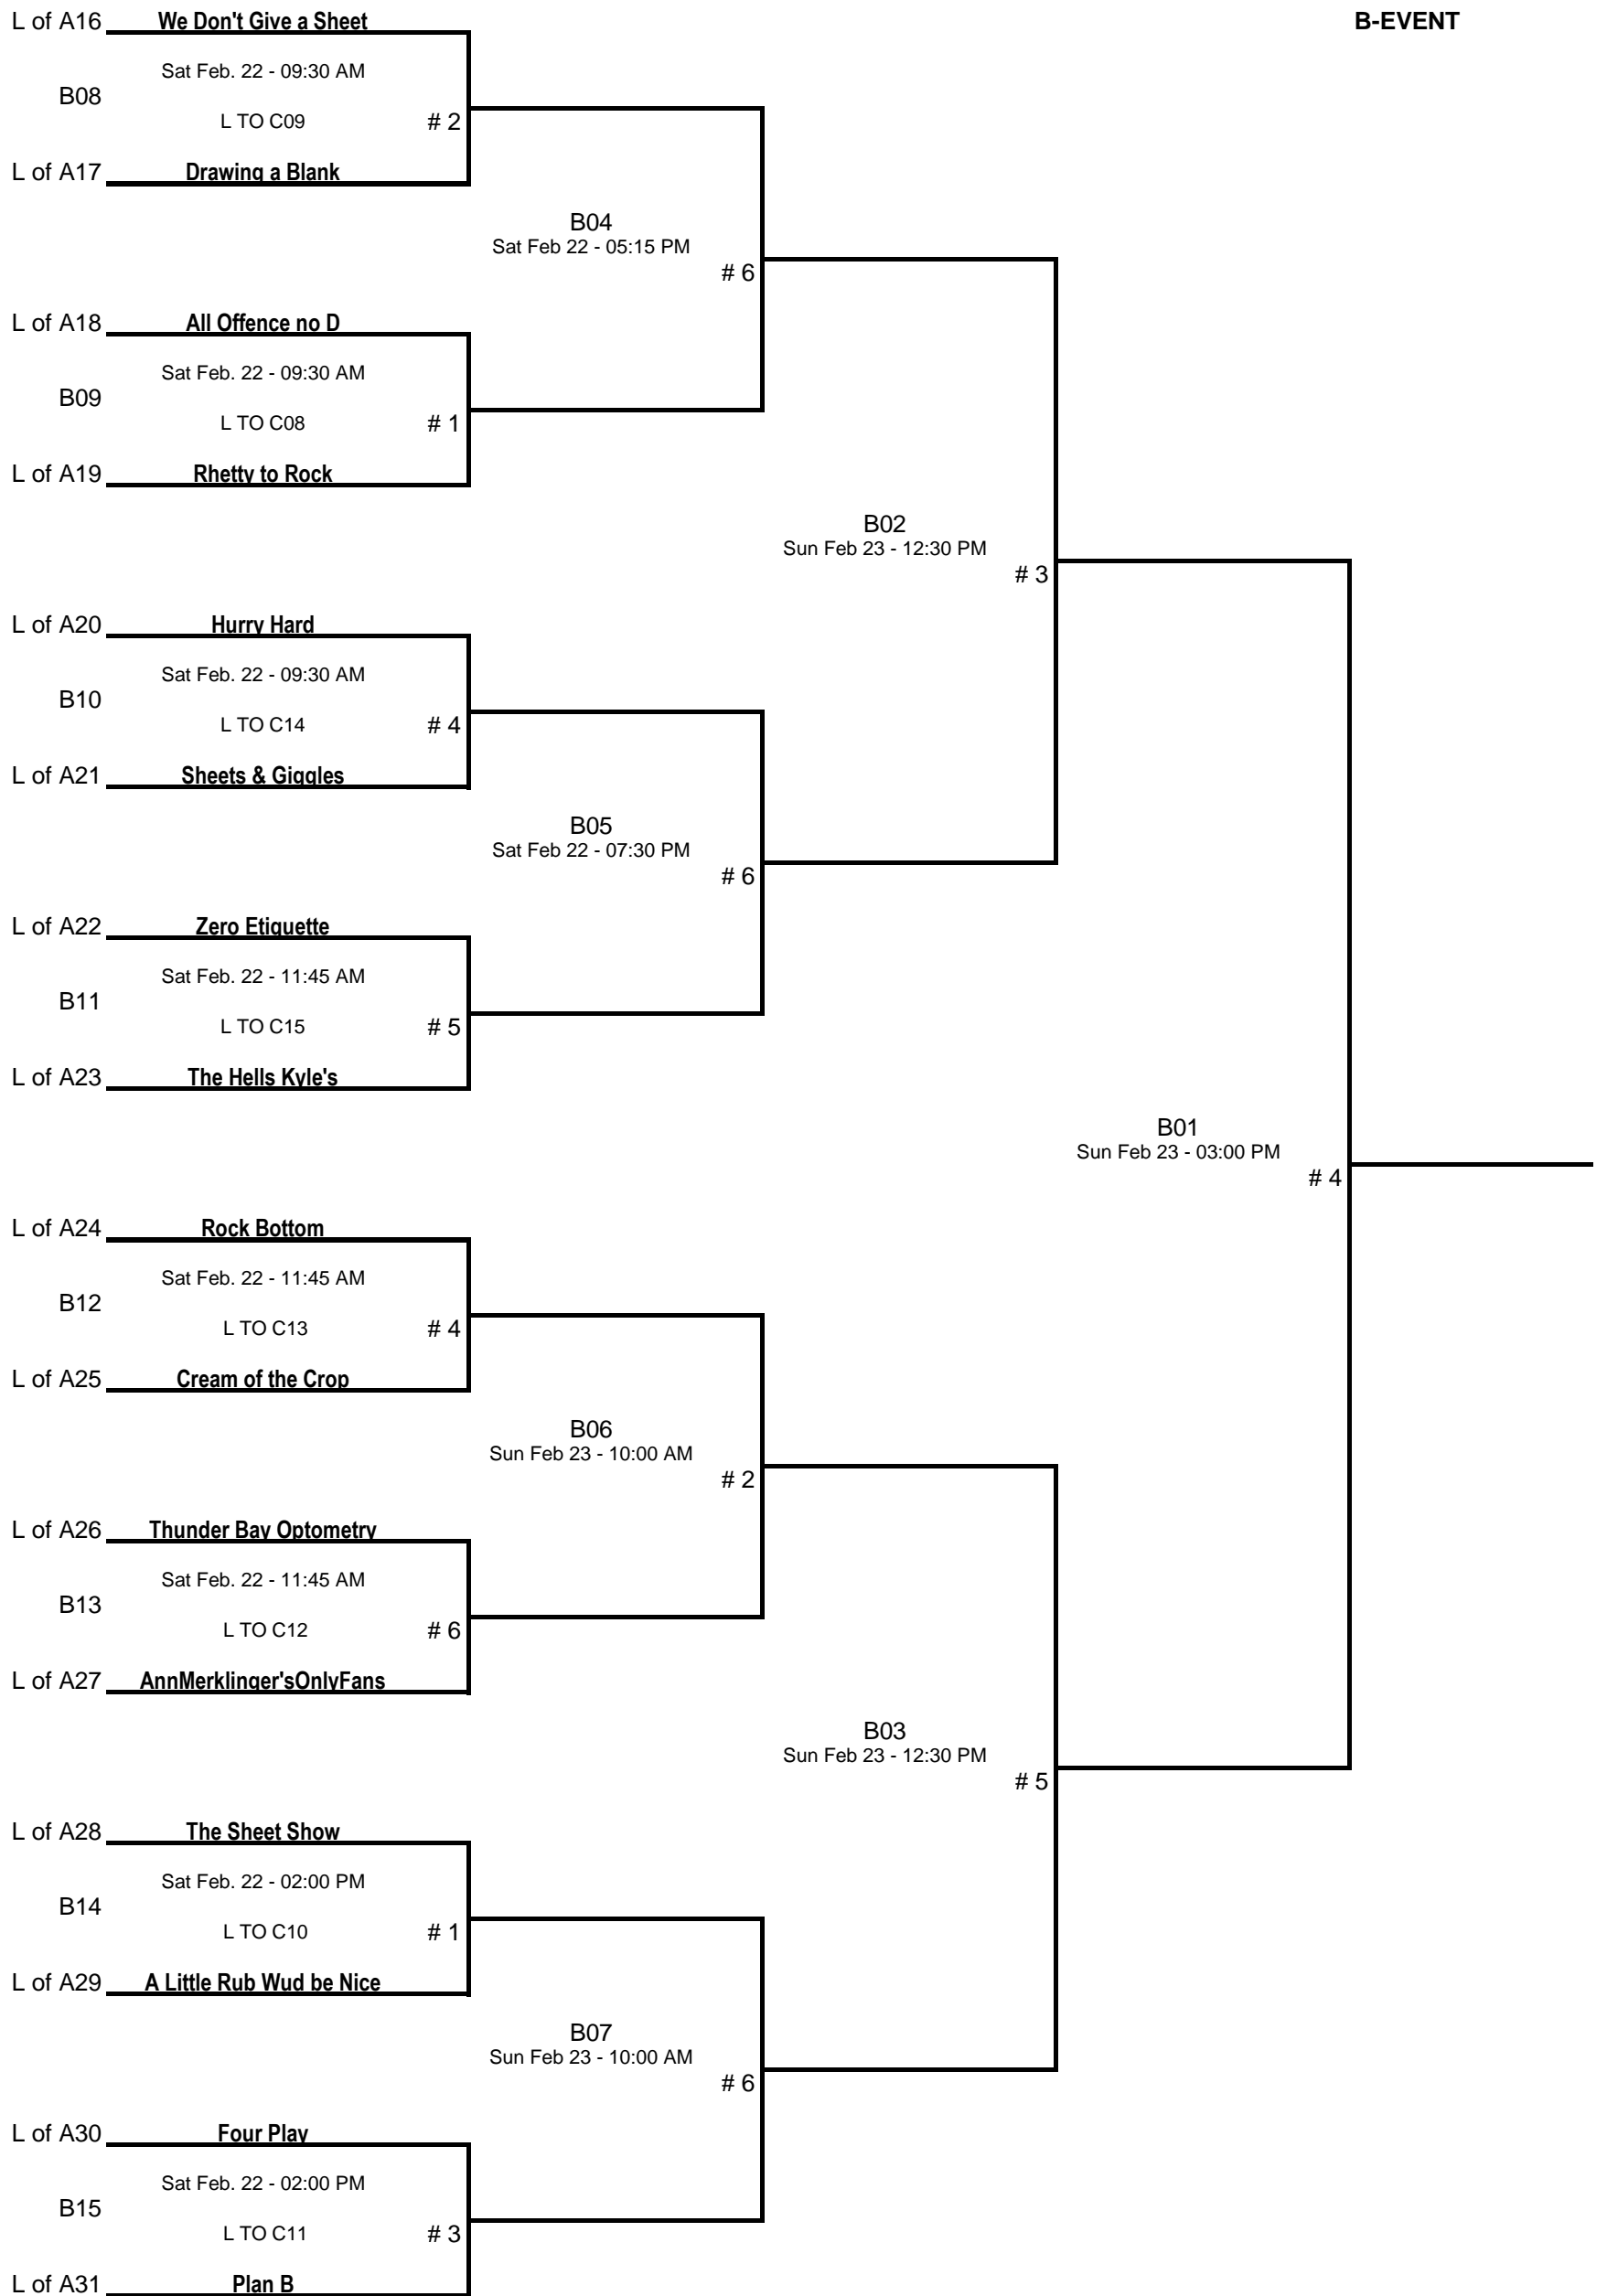 L of A16 We Don't Give a Sheet B-EVENT
Sat Feb. 22 - 09:30 AM
B08
L TO C09 # 2
L of A17 Drawing a Blank
B04
Sat Feb 22 - 05:15 PM
# 6
L of A18 All Offence no D
Sat Feb. 22 - 09:30 AM
B09
L TO C08 # 1
L of A19 Rhetty to Rock
B02
Sun Feb 23 - 12:30 PM
# 3
L of A20 Hurry Hard
Sat Feb. 22 - 09:30 AM
B10
L TO C14 # 4
L of A21 Sheets & Giggles
B05
Sat Feb 22 - 07:30 PM
# 6
L of A22 Zero Etiquette
Sat Feb. 22 - 11:45 AM
B11
L TO C15 # 5
L of A23 The Hells Kyle's
B01
Sun Feb 23 - 03:00 PM
# 4
L of A24 Rock Bottom
Sat Feb. 22 - 11:45 AM
B12
L TO C13 # 4
L of A25 Cream of the Crop
B06
Sun Feb 23 - 10:00 AM
# 2
L of A26 Thunder Bay Optometry
Sat Feb. 22 - 11:45 AM
B13
L TO C12 # 6
L of A27 AnnMerklinger'sOnlyFans
B03
Sun Feb 23 - 12:30 PM
# 5
L of A28 The Sheet Show
Sat Feb. 22 - 02:00 PM
B14
L TO C10 # 1
L of A29 A Little Rub Wud be Nice
B07
Sun Feb 23 - 10:00 AM
# 6
L of A30 Four Play
Sat Feb. 22 - 02:00 PM
B15
L TO C11 # 3
L of A31 Plan B